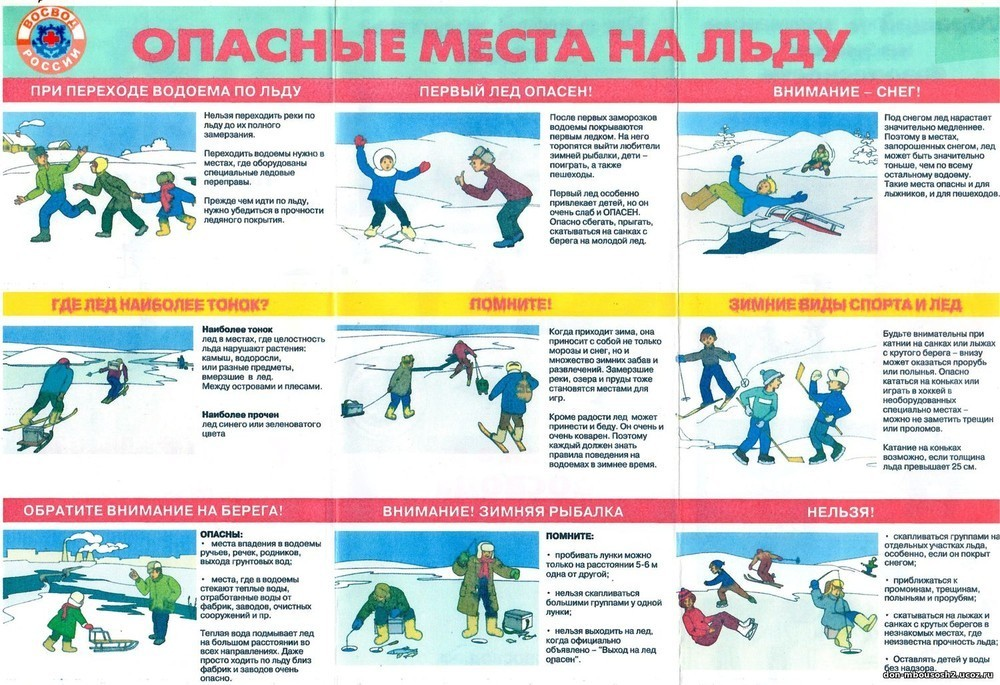 ВОСВОД
РОССИИ
ОПАСНЫЕ МЕСТА НА ЛЬДУ
ПРИ ПЕРЕХОДЕ ВОДОЕМА ПО ЛЬДУ
Нельзя переходить реки по
льду до их полного
замерзания.
Переходить водоемы нужно в
местах, где оборудованы
специальные ледовые
переправы.
Прежде чем идти по льду,
нужно убедиться в прочности
ледяного покрытия.
ПЕРВЫЙ ЛЕД ОПАСЕН!
После первых заморозков
водоемы покрываются
первым ледком. На него
торопятся выйти любители
зимней рыбалки, дети –
поиграть, а также
пешеходы.
Первый лед особенно
привлекает детей, но он
очень слаб и ОПАСЕН.
Опасно сбегать, прыгать,
скатываться на санках с
берега на молодой лед.
ВНИМАНИЕ – СНЕГ!
Под снегом лед нарастает
значительно медленнее.
Поэтому в местах,
запорошенных снегом, лед
может быть значительно
тоньше, чем по всему
остальному водоему.
Такие места опасны и для
лыжников, и для пешеходов.
ГДЕ ЛЕД НАИБОЛЕЕ ТОНОК?
Наиболее тонок
лед в местах, где целостность
льда нарушают растения:
камыш, водоросли,
или разные предметы,
вмерзшие в лед.
Между островами и плесами.
Наиболее прочен
лед синего или зеленоватого
цвета
ПОМНИТЕ!
Когда приходит зима, она
приносит с собой не только
морозы и снег, но и
множество зимних забав и
развлечений. Замерзшие
реки, озера и пруды тоже
становятся местами для
игр.
Кроме радости лед может
принести и беду. Он очень и
очень коварен. Поэтому
каждый должен знать
правила поведения на
водоемах в зимнее время.
ЗИМНИЕ ВИДЫ СПОРТА И ЛЕД
Будьте внимательны при
катнии на санках или лыжах
с крутого берега – внизу
может оказаться прорубь
или полынья. Опасно
кататься на коньках или
играть в хоккей в
необорудованных
специально местах –
можно не заметить трещин
или проломов.
Катание на коньках
возможно, если толщина
льда превышает 25 см.
ОБРАТИТЕ ВНИМАНИЕ НА БЕРЕГА!
ОПАСНЫ:
• места впадения в водоемы
ручьев, речек, родников,
выхода грунтовых вод;
• места, где в водоемы
стекают теплые воды,
отработанные воды от
фабрик, заводов, очистных
сооружений и пр.
Теплая вода подмывает лед
на большом расстоянии во
всех направлениях. Даже
просто ходить по льду близ
фабрик и заводов очень
опасно.
ВНИМАНИЕ! ЗИМНЯЯ РЫБАЛКА
ПОМНИТЕ:
• пробивать лунки можно
только на расстоянии 5-6 м
одна от другой;
• нельзя скапливаться
большими группами у одной
лунки;
• нельзя выходить на лед,
когда официально
объявлено – "Выход на лед
опасен".
НЕЛЬЗЯ!
• скапливаться группами на
отдельных участках льда,
особенно, если он покрыт
снегом;
• приближаться к
промоинам, трещинам,
полыньям и прорубям;
• скатываться на лыжах и
санках с крутых берегов в
незнакомых местах, где
неизвестна прочность льда;
• Оставлять детей у воды
без надзора.
don-mbousosh2.ucoz.ru